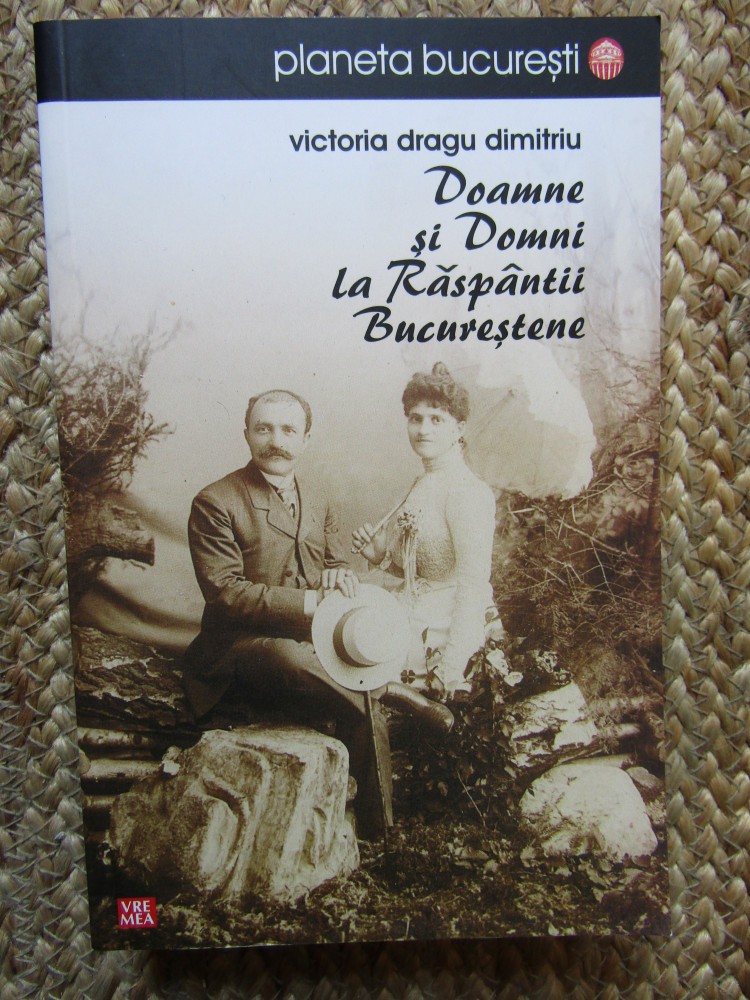 planeta bucurești
victoria dragu dimitriu
Doamne
și Domni
la Răspântii
Bucureștene
VRE
MEA